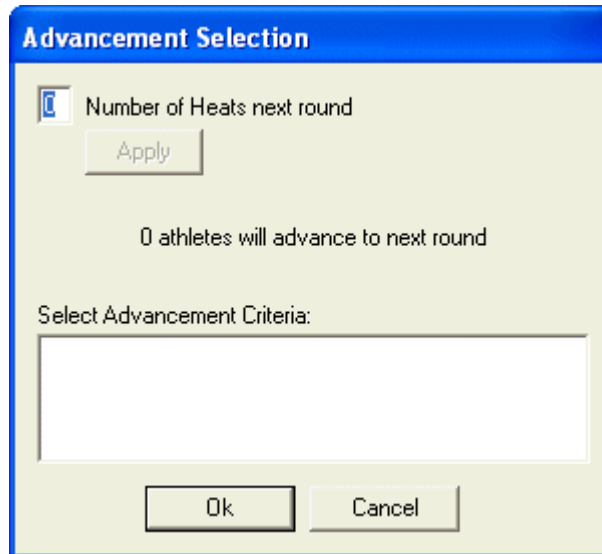 Advancement Selection
0 Number of Heats next round
Apply
0 athletes will advance to next round
Select Advancement Criteria:
Ok Cancel